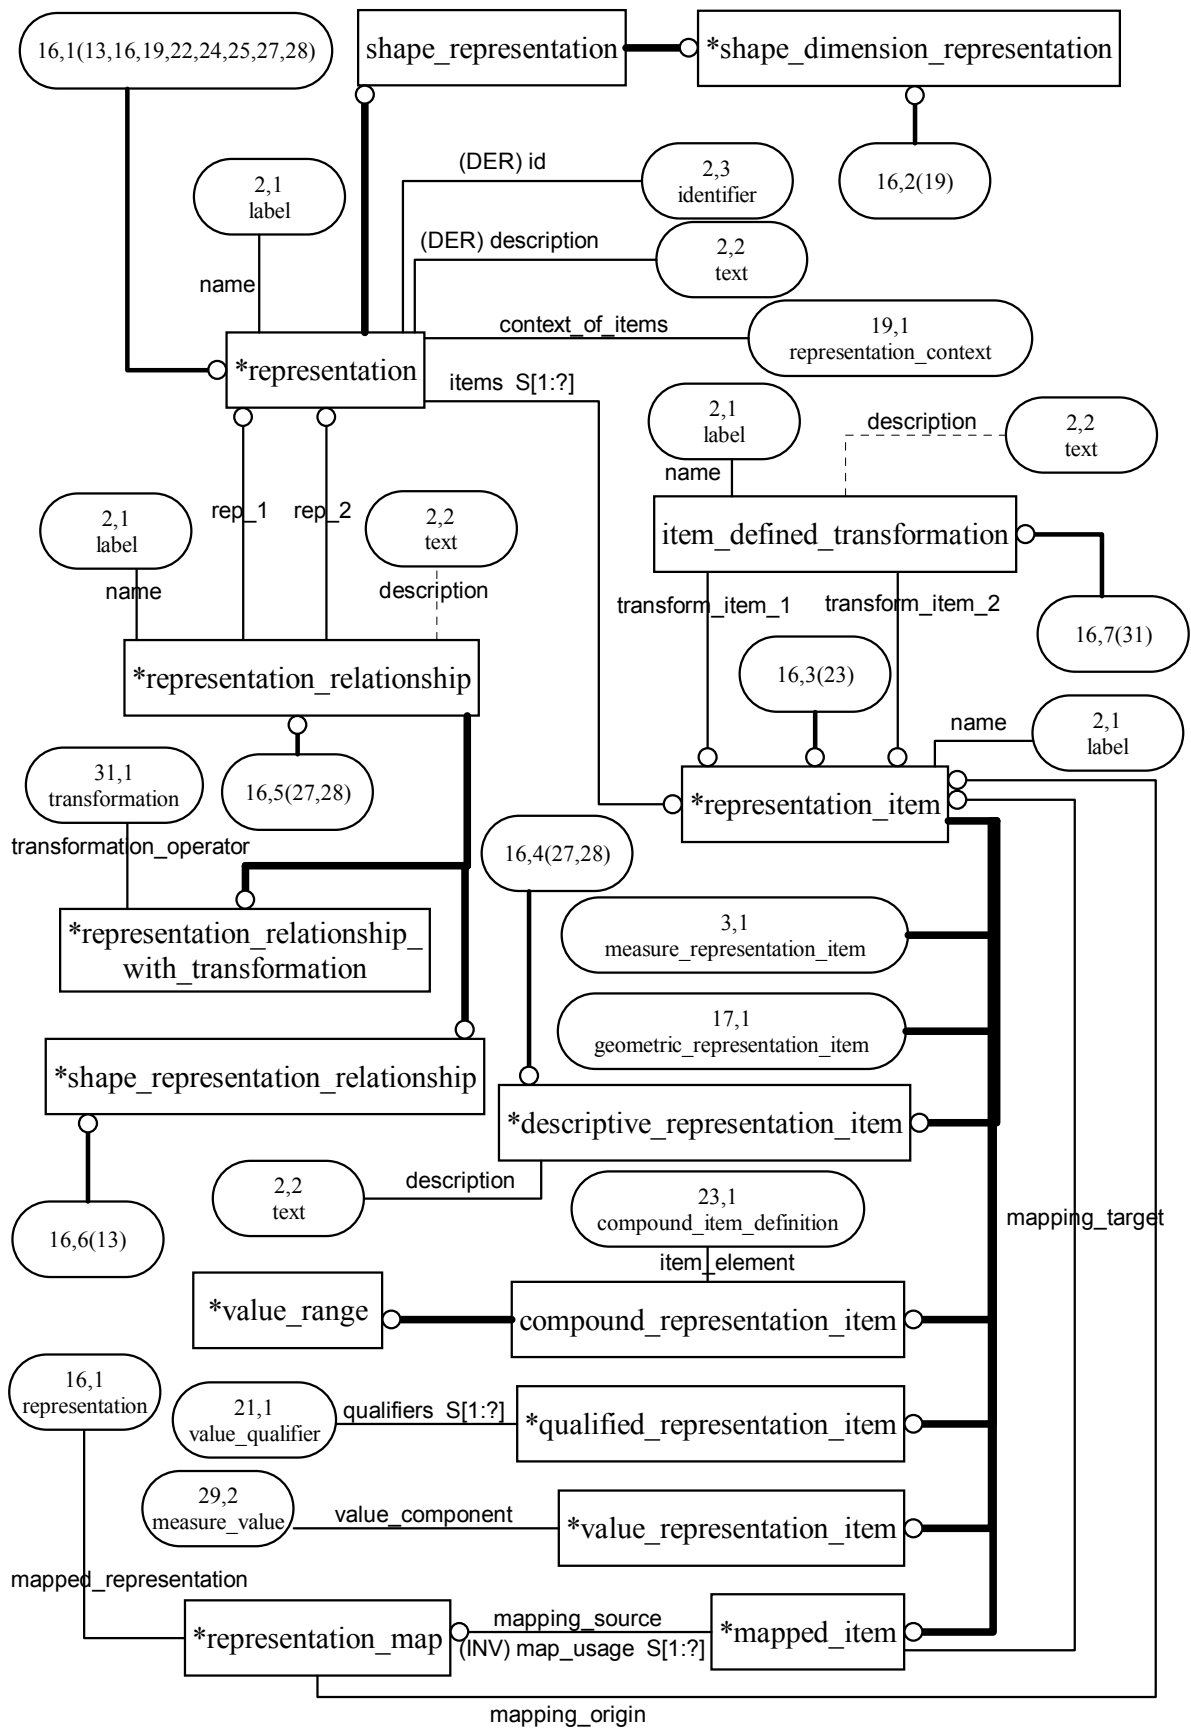 16,1(13,16,19,22,24,25,27,28)
shape_representation
*shape_dimension_representation
(DER) id
2,3
identifier
16,2(19)
2,1
label
(DER) description
2,2
text
name
context_of_items
19,1
representation_context
*representation
items S[1:?]
2,1
label
description
2,2
text
name
2,1
label
rep_1
rep_2
2,2
text
item_defined_transformation
name
description
transform_item_1
transform_item_2
16,7(31)
*representation_relationship
16,3(23)
name
2,1
label
31,1
transformation
16,5(27,28)
*representation_item
transformation_operator
16,4(27,28)
*representation_relationship_
with_transformation
3,1
measure_representation_item
17,1
geometric_representation_item
*shape_representation_relationship
*descriptive_representation_item
2,2
text
description
23,1
compound_item_definition
mapping_target
16,6(13)
item_element
*value_range
compound_representation_item
16,1
representation
21,1
value_qualifier
qualifiers S[1:?]
*qualified_representation_item
29,2
measure_value
value_component
*value_representation_item
mapped_representation
*representation_map
mapping_source
(INV) map_usage S[1:?]
*mapped_item
mapping_origin